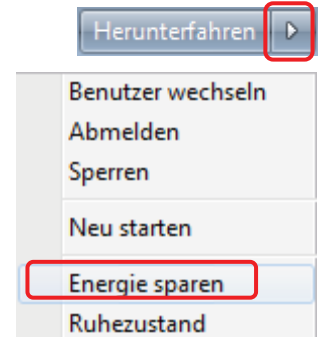 Herunterfahren
Benutzer wechseln
Abmelden
Sperren
Neu starten
Energie sparen
Ruhezustand